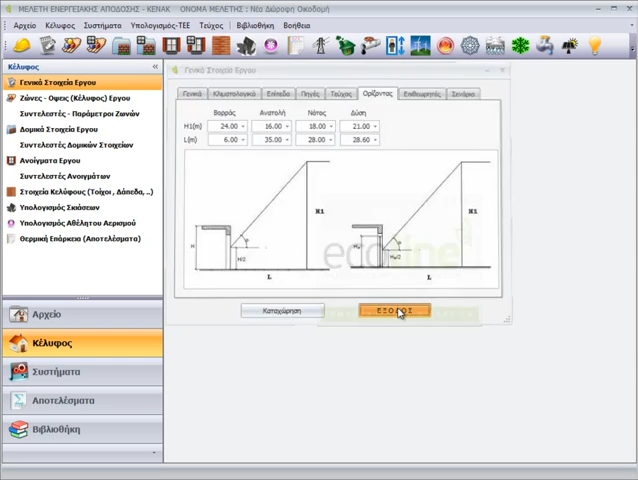 ΜΕΛΕΤΗ ΕΝΕΡΓΕΙΑΚΗΣ ΑΠΟΔΟΣΗΣ - ΚΕΝΑΚ ΟΝΟΜΑ ΜΕΛΕΤΗΣ : Νέα 2ώροφη Οικοδομή
Αρχείο Κέλυφος Συστήματα Υπολογισμός-ΤΕΕ Τεύχος Βιβλιοθήκη Βοήθεια
Κέλυφος
Γενικά Στοιχεία Εργου
Ζώνες - Οψεις (Κέλυφος) Εργου
Συντελεστές - Παράμετροι Ζωνών
Δομικά Στοιχεία Εργου
Συντελεστές Δομικών Στοιχείων
Ανοίγματα Εργου
Συντελεστές Ανοιγμάτων
Στοιχεία Κελύφους (Τοίχοι , Δάπεδα, ..)
Υπολογισμός Σκιάσεων
Υπολογισμός Αθέλητου Αερισμού
Θερμική Επάρκεια (Αποτελέσματα)
Αρχείο
Κέλυφος
Συστήματα
Αποτελέσματα
Βιβλιοθήκη
Γενικά Στοιχεία Εργου
Γενικά Κλιματολογικά Επίπεδα Πηγές Τεύχος Ορίζοντας Επιθεωρητές Σενάρια
Βορράς Ανατολή Νότος Δύση
H1(m) 24.00 16.00 18.00 21.00
L(m) 6.00 35.00 28.00 28.60
H1 H1
H H/2
L L
ecoline
Καταχώρηση ΕΞΟΔΟΣ